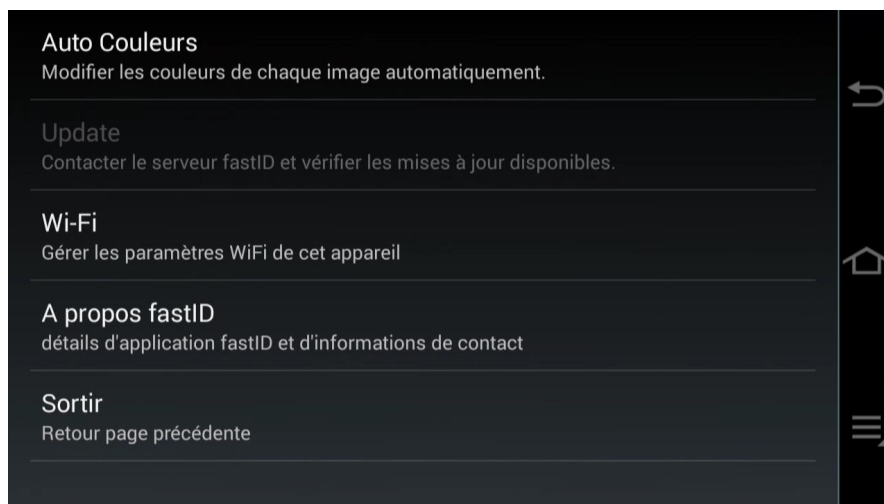 Auto Couleurs
Modifier les couleurs de chaque image automatiquement.
Update
Contacter le serveur fastID et vérifier les mises à jour disponibles.
Wi-Fi
Gérer les paramètres WiFi de cet appareil
A propos fastID
détails d'application fastID et d'informations de contact
Sortir
Retour page précédente